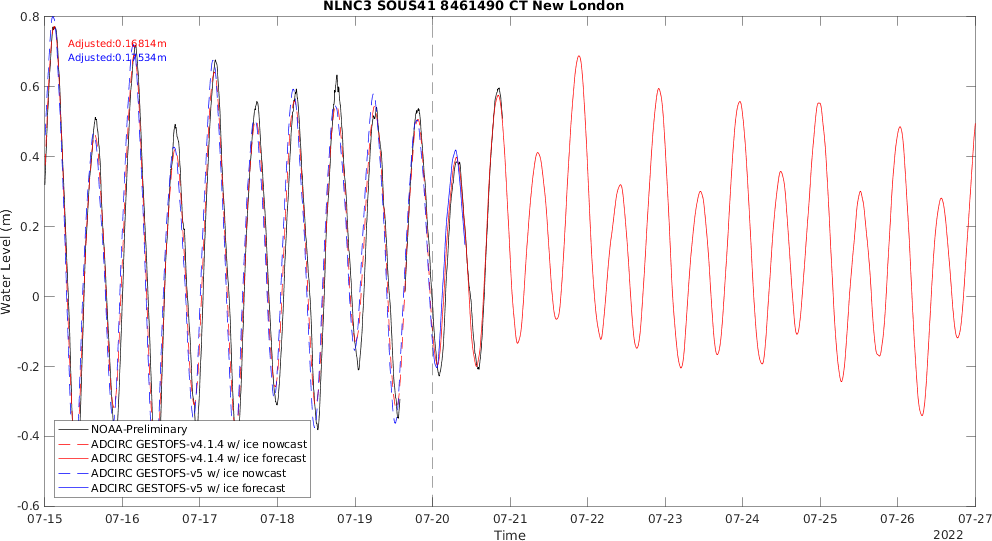 NLNC3 SOUS41 8461490 CT New London
0.8
Adjusted:0.16814m
Adjusted:0.17534m
0.6
0.4
0.2
0
-0.2
-0.4
-0.6
Water Level (m)
NOAA-Preliminary
ADCIRC GESTOFS-v4.1.4 w/ ice nowcast
ADCIRC GESTOFS-v4.1.4 w/ ice forecast
ADCIRC GESTOFS-v5 w/ ice nowcast
ADCIRC GESTOFS-v5 w/ ice forecast
07-15 07-16 07-17 07-18 07-19 07-20 07-21 07-22 07-23 07-24 07-25 07-26 07-27
Time
2022